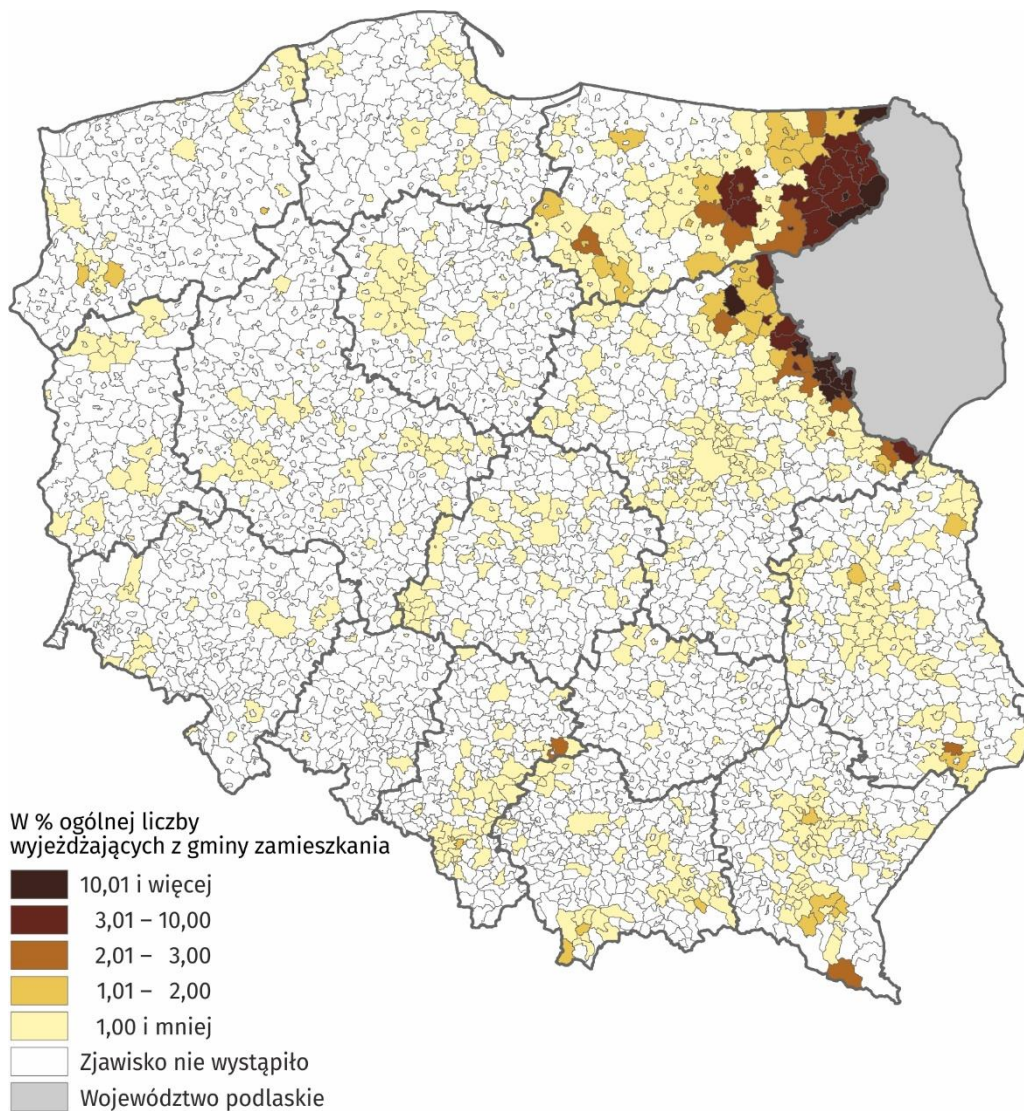 W % ogólnej liczby
wyjeżdżających z gminy zamieszkania
10,01 i więcej
3,01 – 10,00
2,01 – 3,00
1,01 – 2,00
1,00 i mniej
Zjawisko nie wystąpiło
Województwo podlaskie